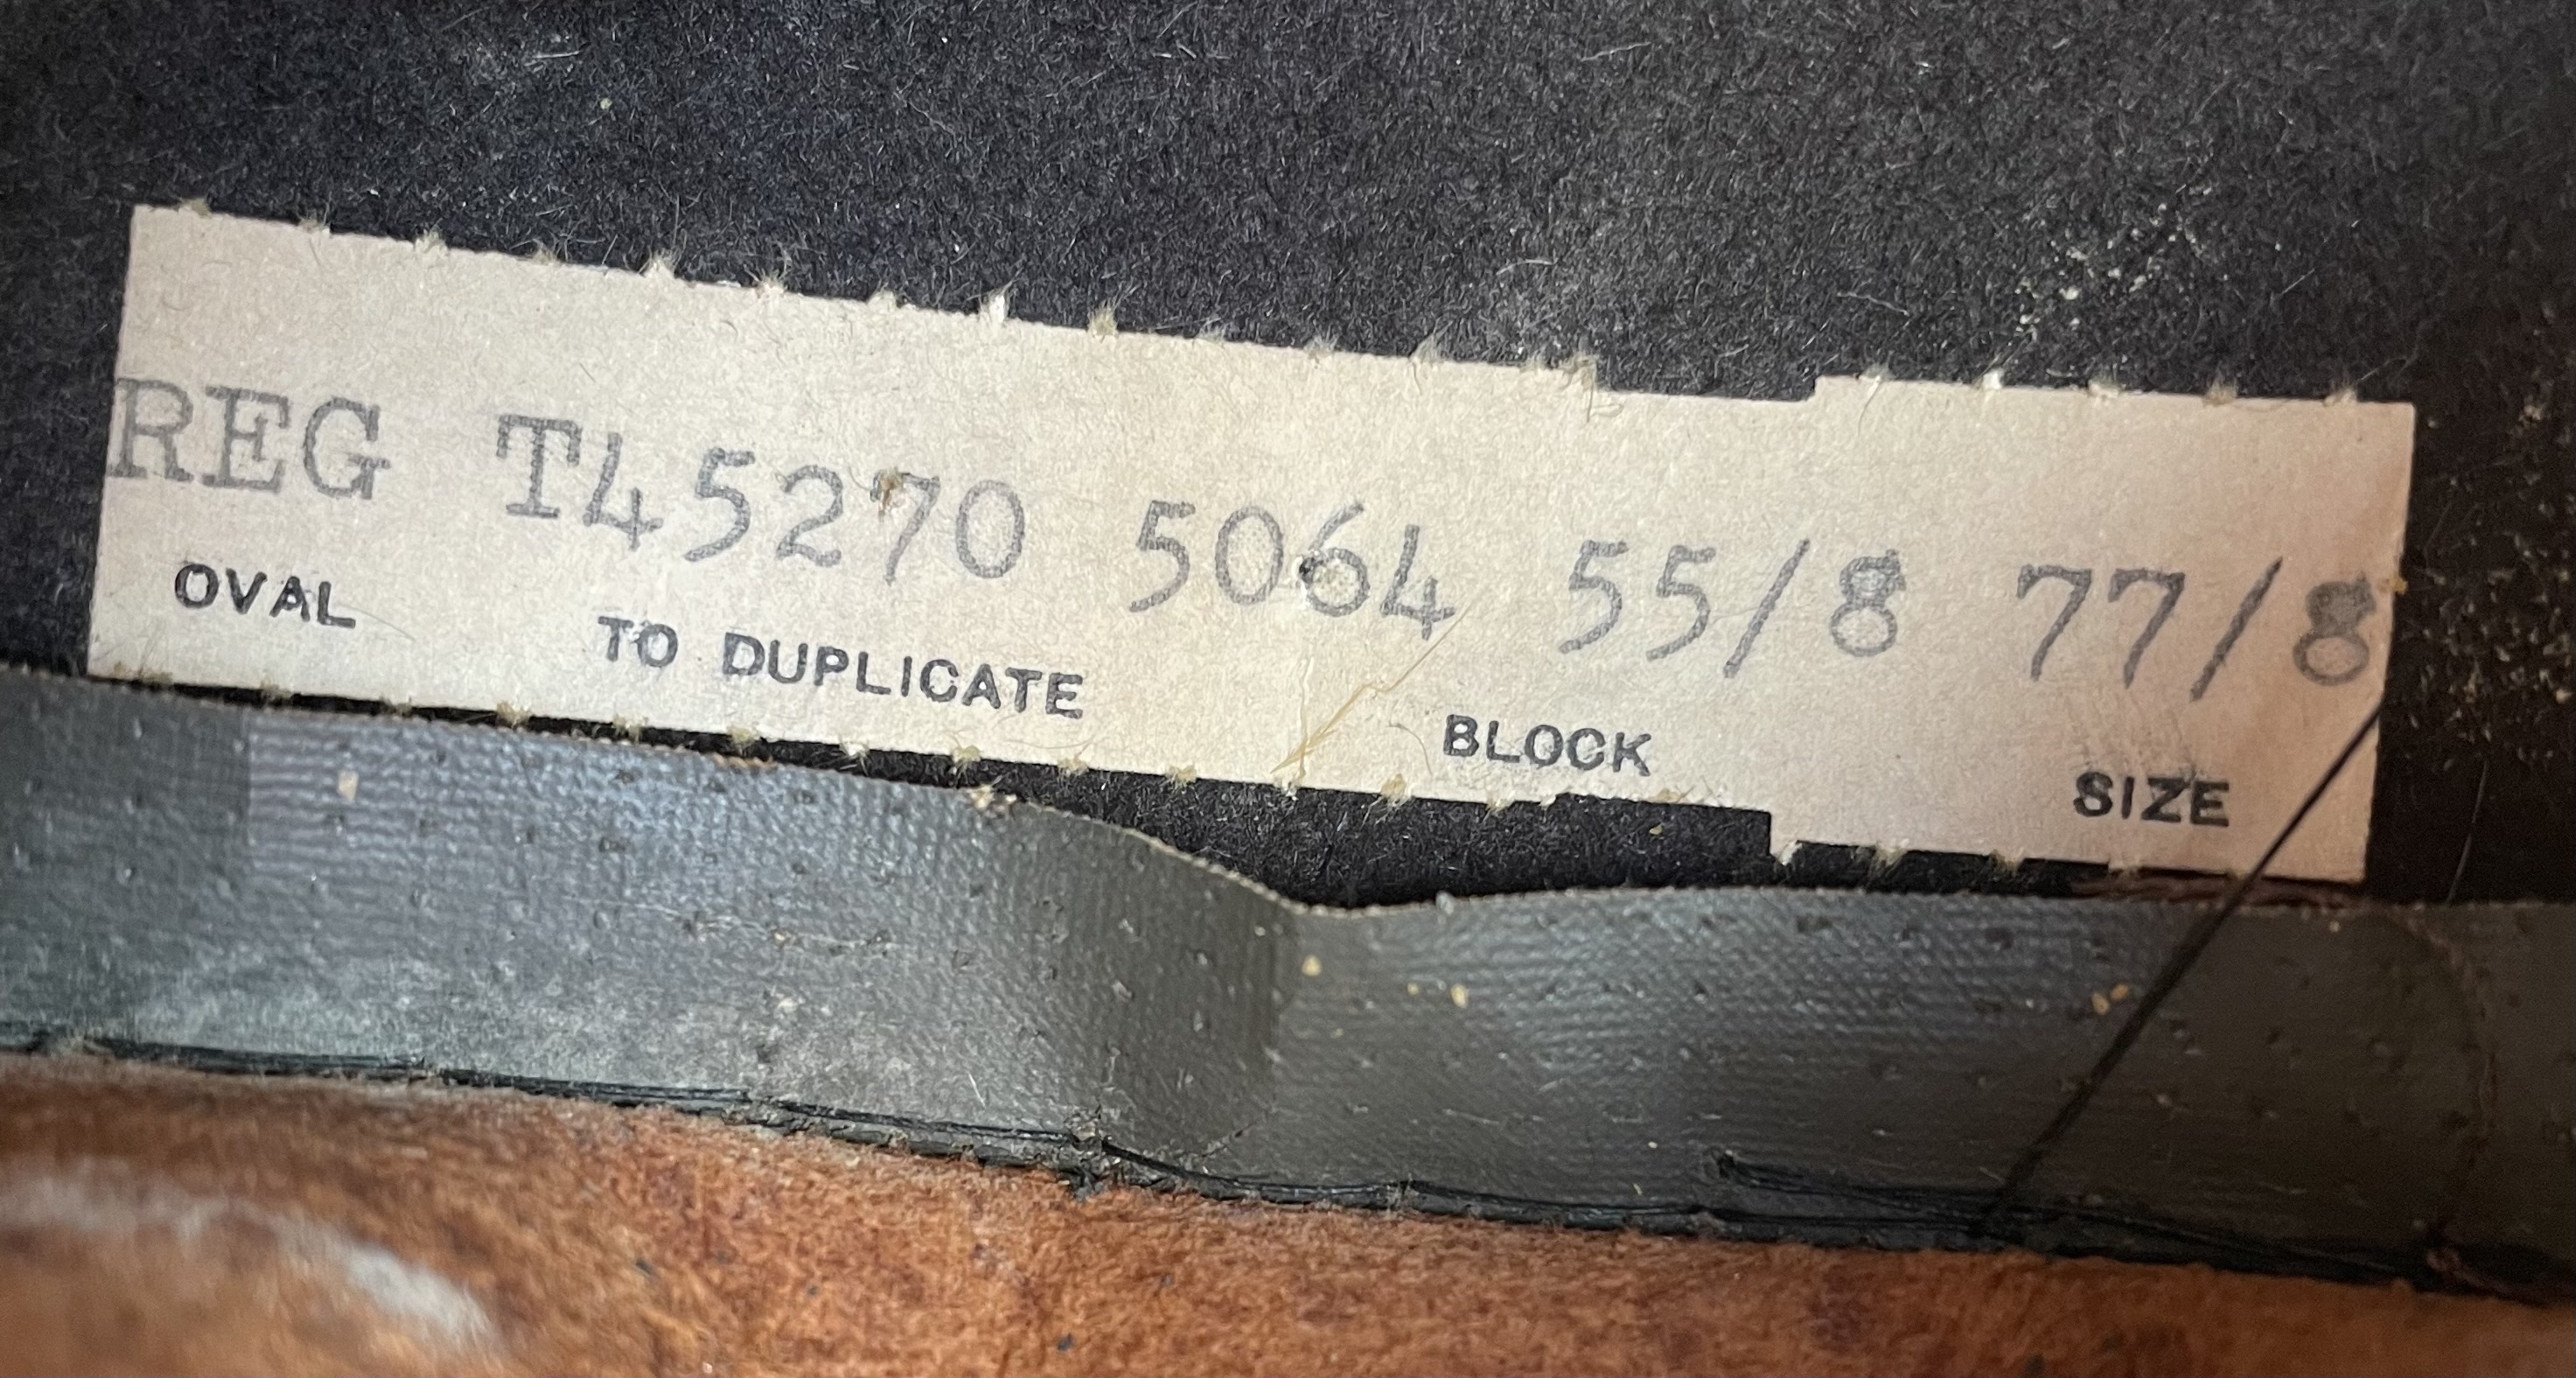 REG T45270 5064 55/8 77/8
OVAL TO DUPLICATE BLOCK SIZE